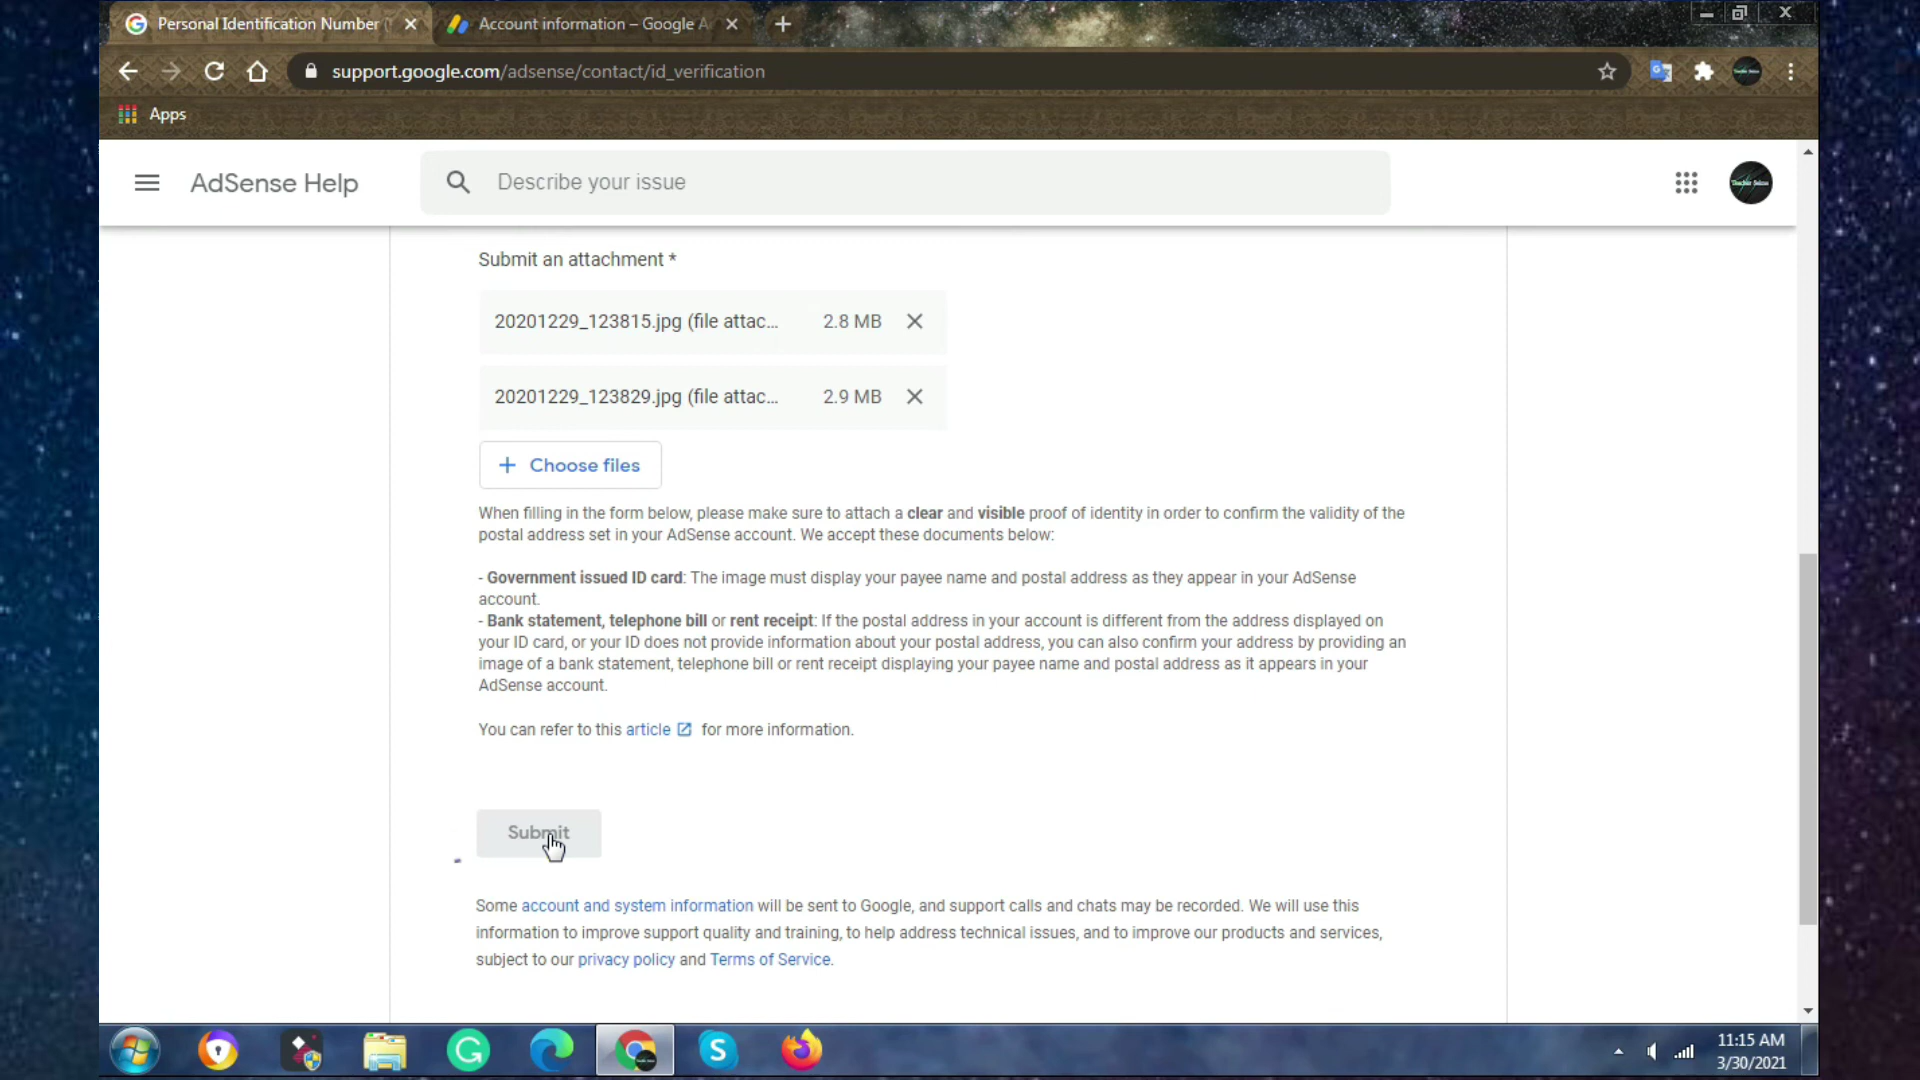 Personal Identification Number (
Account information – Google A
support.google.com/adsense/contact/id_verification
Apps
AdSense Help
Describe your issue
Submit an attachment *
20201229_123815.jpg (file attac... 2.8 MB
20201229_123829.jpg (file attac... 2.9 MB
Choose files
When filling in the form below, please make sure to attach a clear and visible proof of identity in order to confirm the validity of the
postal address set in your AdSense account. We accept these documents below:
- Government issued ID card: The image must display your payee name and postal address as they appear in your AdSense
account.
- Bank statement, telephone bill or rent receipt: If the postal address in your account is different from the address displayed on
your ID card, or your ID does not provide information about your postal address, you can also confirm your address by providing an
image of a bank statement, telephone bill or rent receipt displaying your payee name and postal address as it appears in your
AdSense account.
You can refer to this article for more information.
Submit
Some account and system information will be sent to Google, and support calls and chats may be recorded. We will use this
information to improve support quality and training, to help address technical issues, and to improve our products and services,
subject to our privacy policy and Terms of Service.
11:15 AM
3/30/2021